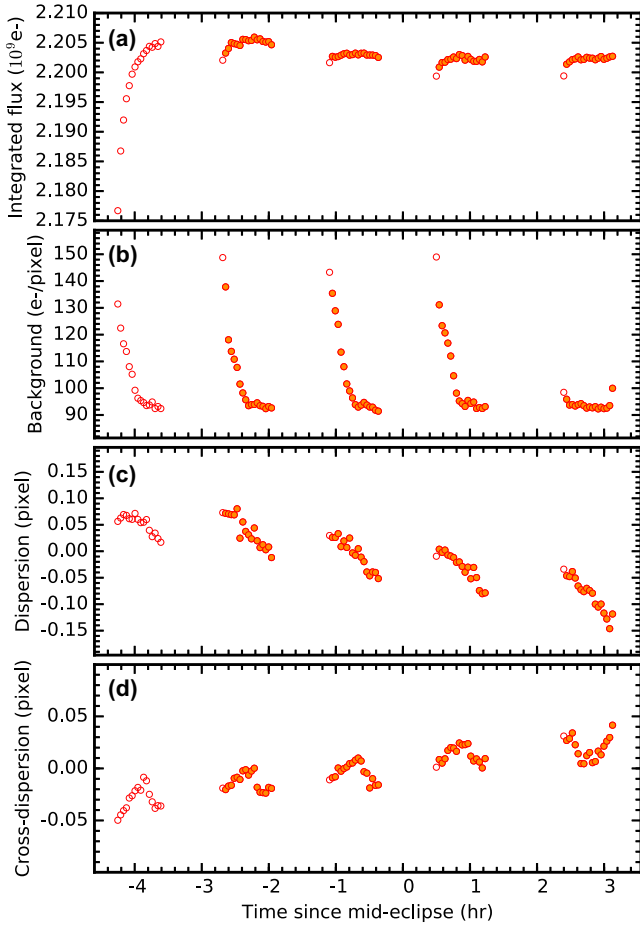 (a)
Integrated flux (10⁹e-)
2.210
2.205
2.200
2.195
2.190
2.185
2.180
2.175
(b)
Background (e-/pixel)
150
140
130
120
110
100
90
(c)
Dispersion (pixel)
0.15
0.10
0.05
0.00
-0.05
-0.10
-0.15
(d)
Cross-dispersion (pixel)
0.05
0.00
-0.05
-4 -3 -2 -1 0 1 2 3
Time since mid-eclipse (hr)